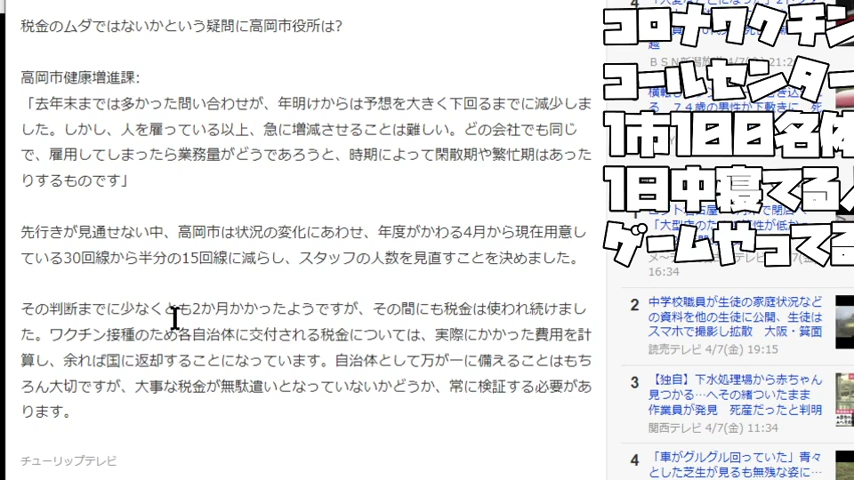 税金のムダではないかという疑問に高岡市役所は?
高岡市健康増進課:
「去年末までは多かった問い合わせが、年明けからは予想を大きく下回るまでに減少しま
した。しかし、人を雇っている以上、急に増減させることは難しい。どの会社でも同じ
で、雇用してしまったら業務量がどうであろうと、時期によって閑散期や繁忙期はあった
りするものです」
先行きが見通せない中、高岡市は状況の変化にあわせ、年度がかわる4月から現在用意し
ている30回線から半分の15回線に減らし、スタッフの人数を見直すことを決めました。
その判断までに少なくとも2か月かかったようですが、その間にも税金は使われ続けまし
た。ワクチン接種のため各自治体に交付される税金については、実際にかかった費用を計
算し、余れば国に返却することになっています。自治体として万が一に備えることはもち
ろん大切ですが、大事な税金が無駄遣いとなっていないかどうか、常に検証する必要があ
ります。
チューリップテレビ
コロナワクチン
コールセンター
1市100名体
1日中寝てる人
ゲームやってる
16:34
2 中学校職員が生徒の家庭状況など
の資料を他の生徒に公開、生徒は
スマホで撮影し拡散 大阪・箕面
読売テレビ 4/7(金) 19:15
3 【独自】下水処理場から赤ちゃん
見つかる…へその緒ついたまま
作業員が発見 死産だったと判明
関西テレビ 4/7(金) 11:34
4 「車がグルグル回っていた」青々
とした芝生が見るも無残な姿に…